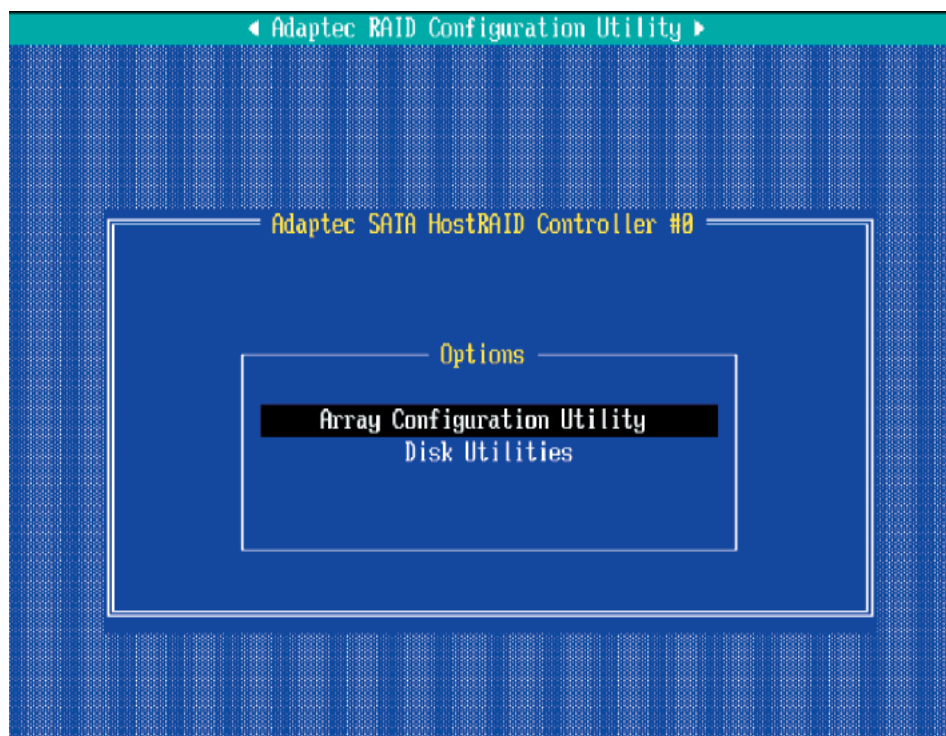 Adaptec RAID Configuration Utility
Adaptec SATA HostRAID Controller #0
Options
Array Configuration Utility
Disk Utilities